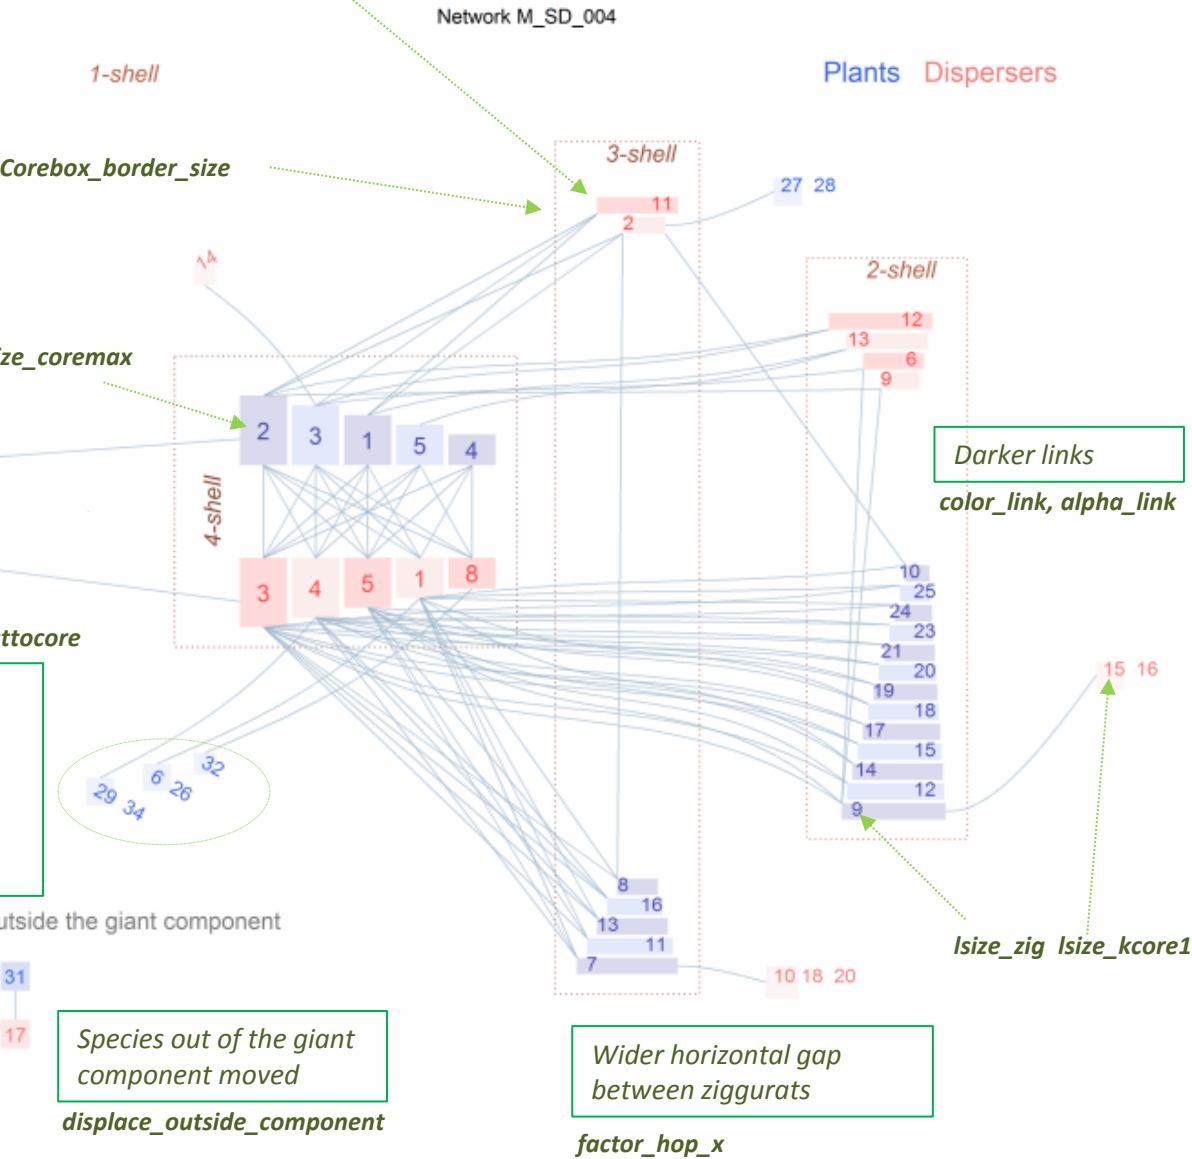 Network M_SD_004
1-shell
Plants Dispersers
Corebox_border_size
3-shell
11
2
27 28
14
2-shell
12
13
6
9
ize_coremax
2 3 1 5 4
4-shell
3 4 5 1 8
Darker links
color_link, alpha_link
10
25
24
23
21
20
19
18
17
15
14
12
9
15 16
ttocore
29 34 6 26 32
8
16
13
11
7
10 18 20
lsize_zig lsize_kcore1
utside the giant component
31
17
Species out of the giant
component moved
displace_outside_component
Wider horizontal gap
between ziggurats
factor_hop_x